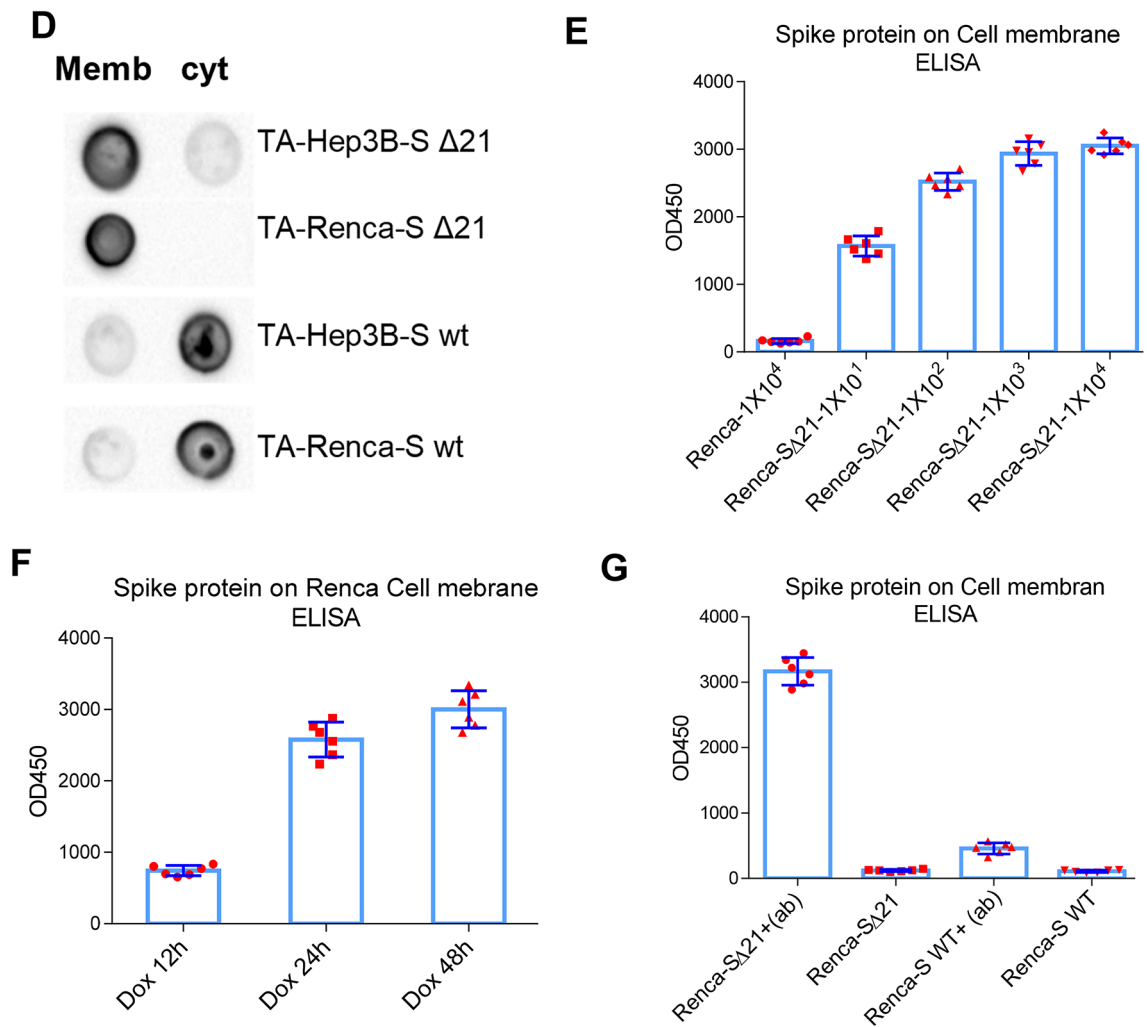 D
Memb cyt
TA-Hep3B-S Δ21
TA-Renca-S Δ21
TA-Hep3B-S wt
TA-Renca-S wt
E
Spike protein on Cell membrane
ELISA
OD450
4000
3000
2000
1000
0
Renca-1X10⁴
Renca-SΔ21-1X10¹
Renca-SΔ21-1X10²
Renca-SΔ21-1X10³
Renca-SΔ21-1X10⁴
F
Spike protein on Renca Cell mebrane
ELISA
OD450
4000
3000
2000
1000
0
Dox 12h
Dox 24h
Dox 48h
G
Spike protein on Cell membran
ELISA
OD450
4000
3000
2000
1000
0
Renca-SΔ21+(ab)
Renca-SΔ21
Renca-S WT+ (ab)
Renca-S WT